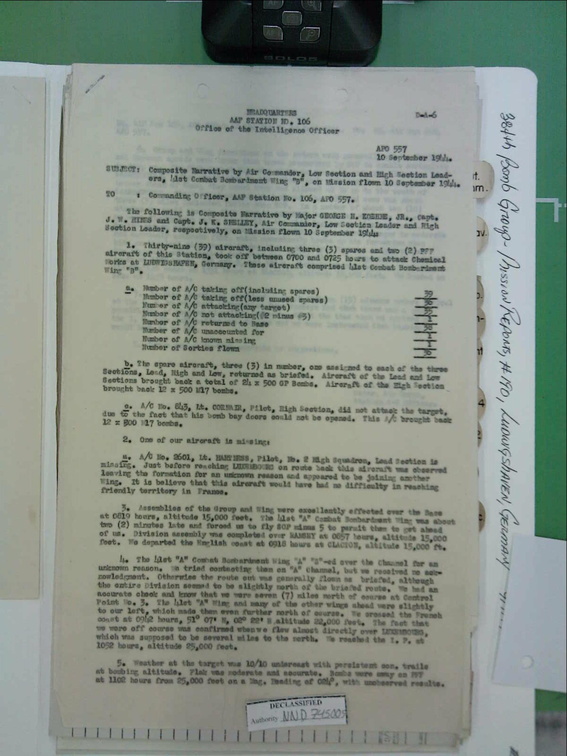 HEADQUARTERS
AAF STATION NO. 106
Office of the Intelligence Officer
D-A-6
APO 557
10 September 1944.
SUBJECT: Composite Narrative by Air Commander, Low Section and High Section Lead-
ers, 41st Combat Bombardment Wing "B", on Mission flown 10 September 1944.
TO : Commanding Officer, AAF Station No. 106, APO 557.
The following is Composite Narrative by Major GEORGE H. Jr., Capt.
J. W. HINES and Capt. J. K. Air Commander, Low Section Leader and High
Section Leader, respectively, on Mission flown 10 September 1944:
1. Thirty-nine (39) aircraft, including three (3) spares and two (2) PFF
aircraft of this Station, took off between 0700 and 0725 hours to attack Chemical
Works at LUDWIGSHAFEN, Germany. These aircraft comprised 41st Combat Bombardment
Wing "B".
a. Number of A/C taking off(including spares) 39
Number of A/C taking off(less unused spares)
Number of A/C attacking(any target)
Number of A/C not attacking
Number of A/C returned to Base
Number of A/C unaccounted for 1
Number of A/C known missing
Number of Sorties flown
b. The spare aircraft, three (3) in number, one assigned to each of the three
Sections, Lead, High and Low, returned as briefed. Aircraft of the Lead and Low
Sections brought back a total of 24 x 500 GP Bombs. Aircraft of the High Section
brought back 12 x 500 M17 bombs.
c. A/C No. 843, Lt. Pilot, High Section, did not attack the target,
due to the fact that his bomb bay doors could not be opened. This A/C brought back
12 x 500 M17 bombs.
2. One of our aircraft is missing:
a. A/C No. 2601, Lt. Pilot, No. 2 High Squadron, Lead Section is
missing. Just before reaching LUXEMBOURG on route back this aircraft was observed
leaving the formation for an unknown reason and appeared to be joining another
Wing. It is believe that this aircraft would have had no difficulty in reaching
friendly territory in France.
3. Assemblies of the Group and Wing were excellently effected over the Base
at 0819 hours, altitude 15,000 feet. The 41st "A" Combat Bombardment Wing was about
two (2) minutes late and forced us to fly SOP minus 5 to permit them to get ahead
of us. Division assembly was completed over RAMSEY at 0857 hours, altitude 15,000
feet. We departed the English coast at 0918 hours at CLACTON, altitude 15,000 ft.
4. The 41st "A" Combat Bombardment Wing "A" "S"-ed over the Channel for an
unknown reason. We tried contacting them on "A" Channel, but we received no ack-
nowledgment. Otherwise the route out was generally flown as briefed, although
the entire Division seemed to be slightly north of the briefed route. We had an
accurate check and know that we were seven (7) miles north of course at Control
Point No. 3. The 41st "A" Wing and many of the other wings ahead were slightly
to our left, which made them even further north of course. We crossed the French
coast at 0942 hours, 51° 07' N, 02° 22' E altitude 22,000 feet. The fact that
we were off course was confirmed when we flew almost directly over LUXEMBOURG,
which was supposed to be several miles to the north. We reached the I. P. at
1052 hours, altitude 25,000 feet.
5. Weather at the target was 10/10 undercast with persistent con. trails
at bombing altitude. Flak was moderate and accurate. Bombs were away on PFF
at 1102 hours from 25,000 feet on a Mag. Heading of with unobserved results.
DECLASSIFIED
Authority NND 745005
384th Bomb Group - Mission Reports, #190, Ludwigshafen Germany